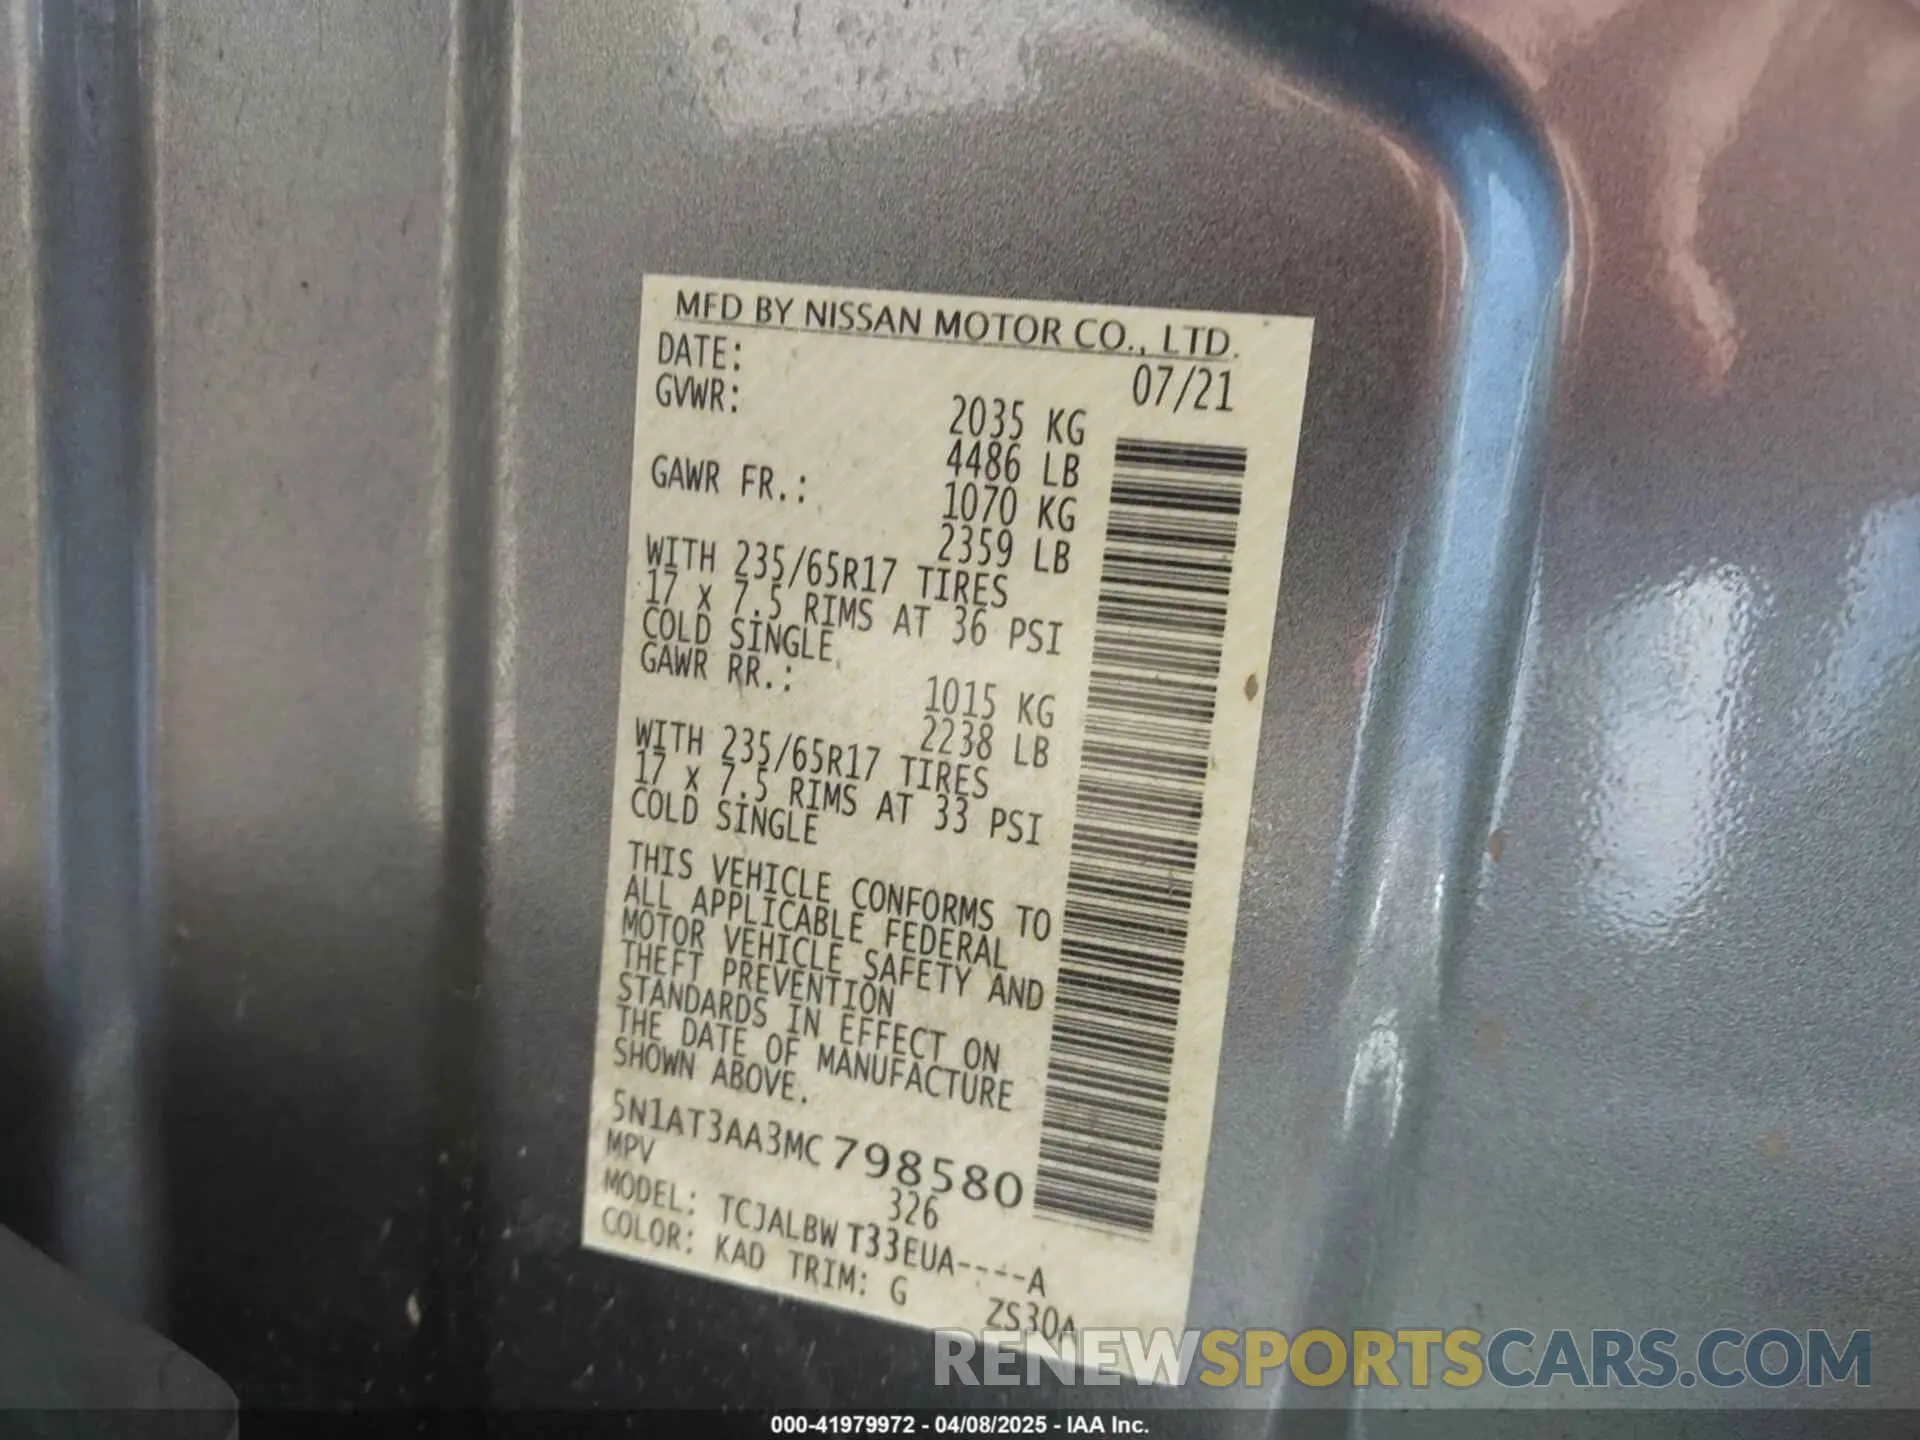 MFD BY NISSAN MOTOR CO., LTD.
DATE: 07/21
GVWR: 2035 KG
4486 LB
GAWR FR.: 1070 KG
2359 LB
WITH 235/65R17 TIRES
17 x 7.5 RIMS AT 36 PSI
COLD SINGLE
GAWR RR.: 1015 KG
2238 LB
WITH 235/65R17 TIRES
17 x 7.5 RIMS AT 33 PSI
COLD SINGLE
THIS VEHICLE CONFORMS TO
ALL APPLICABLE FEDERAL
MOTOR VEHICLE SAFETY AND
THEFT PREVENTION
STANDARDS IN EFFECT ON
THE DATE OF MANUFACTURE
SHOWN ABOVE.
5N1AT3AA3MC798580
MPV 326
MODEL: TCJALBW T33EUA----A
COLOR: KAD TRIM: G ZS30A
RENEWSPORTSCARS.COM
000-41979972 - 04/08/2025 - IAA Inc.